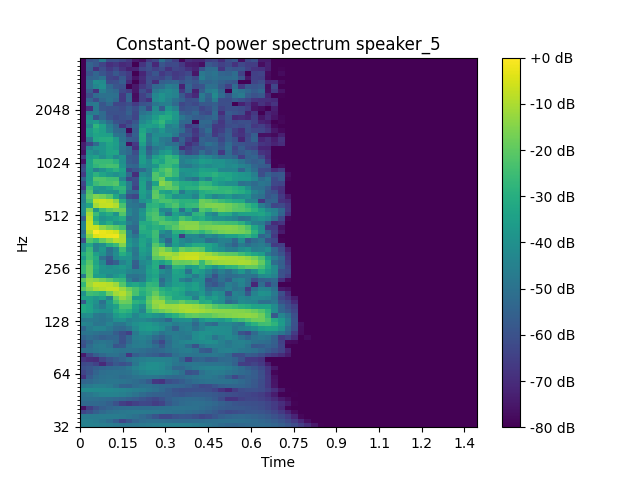 Constant-Q power spectrum speaker_5
Hz
2048
1024
512
256
128
64
32
0 0.15 0.3 0.45 0.6 0.75 0.9 1.1 1.2 1.4
Time
+0 dB
-10 dB
-20 dB
-30 dB
-40 dB
-50 dB
-60 dB
-70 dB
-80 dB